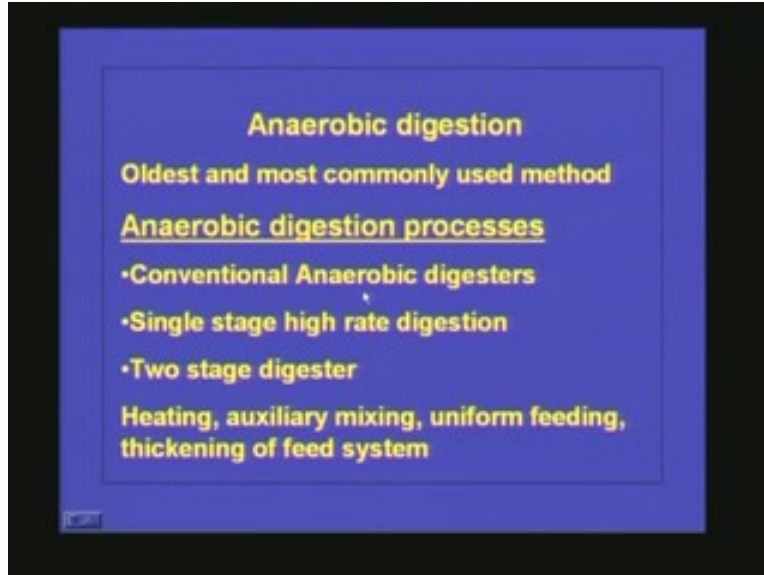 Anaerobic digestion
Oldest and most commonly used method
Anaerobic digestion processes
•Conventional Anaerobic digesters
•Single stage high rate digestion
•Two stage digester
Heating, auxiliary mixing, uniform feeding,
thickening of feed system